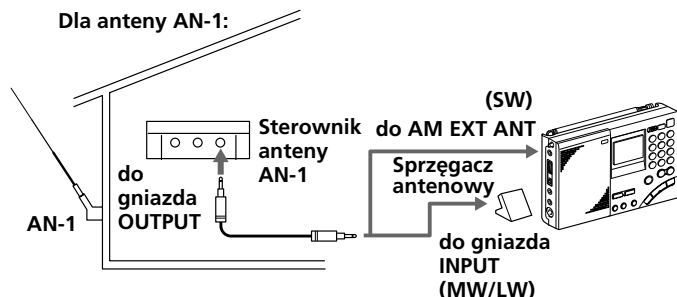 Dla anteny AN-1:
(SW)
do AM EXT ANT
Sterownik
anteny
AN-1
Sprzęgacz
antenowy
do
gniazda
OUTPUT
AN-1
do gniazda
INPUT
(MW/LW)